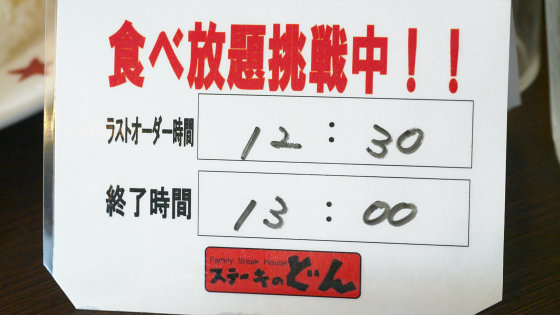 食べ放題挑戦中！！
ラストオーダー時間 12:30
終了時間 13:00
Family Steak House
ステーキのどん